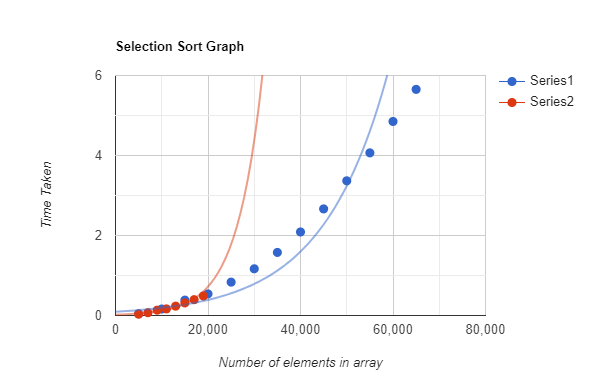 Selection Sort Graph
6
4
2
0
0 20,000 40,000 60,000 80,000
Time Taken
Number of elements in array
Series1
Series2